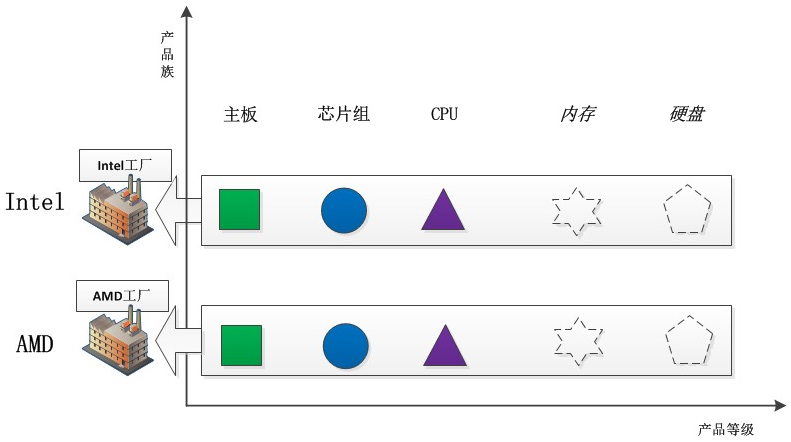 产品族
主板 芯片组 CPU 内存 硬盘
Intel工厂
Intel
AMD工厂
AMD
产品等级